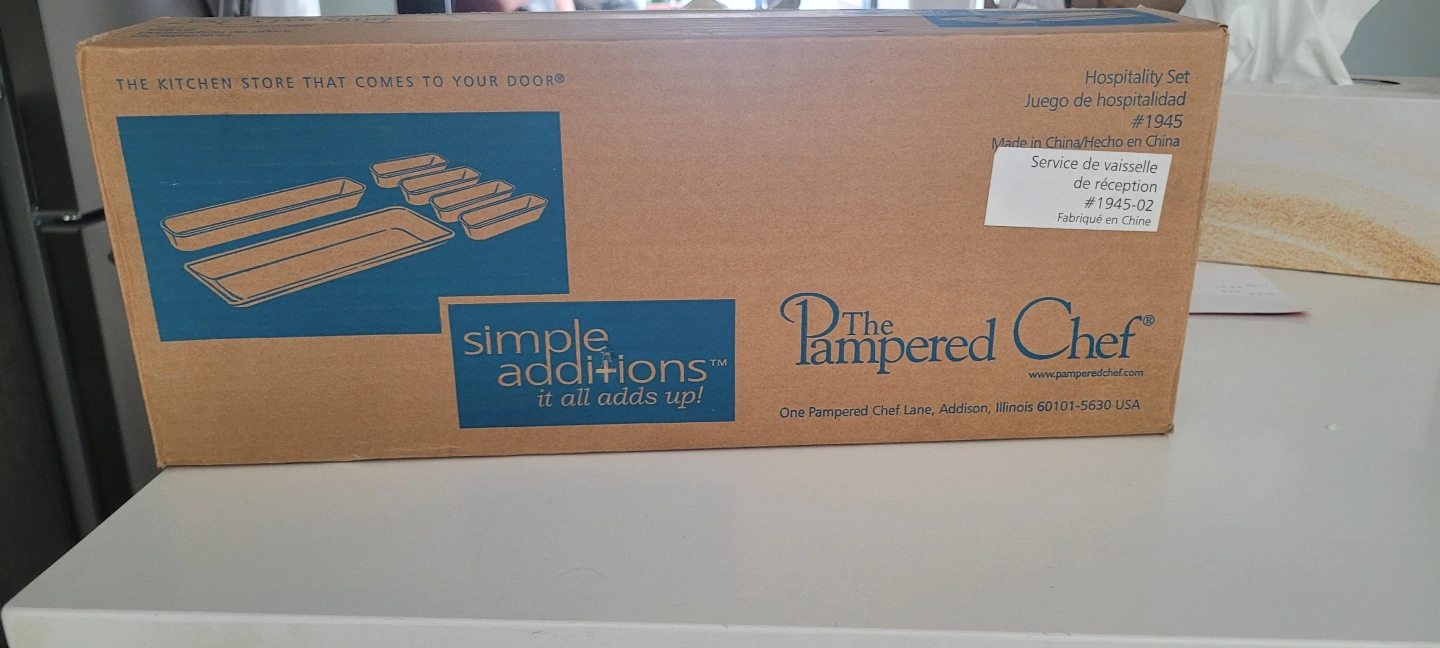 THE KITCHEN STORE THAT COMES TO YOUR DOOR®
Hospitality Set
Juego de hospitalidad
#1945
Made in China/Hecho en China
Service de vaisselle
de réception
#1945-02
Fabriqué en Chine
simple
additions™
it all adds up!
The
Pampered Chef®
www.pamperedchef.com
One Pampered Chef Lane, Addison, Illinois 60101-5630 USA